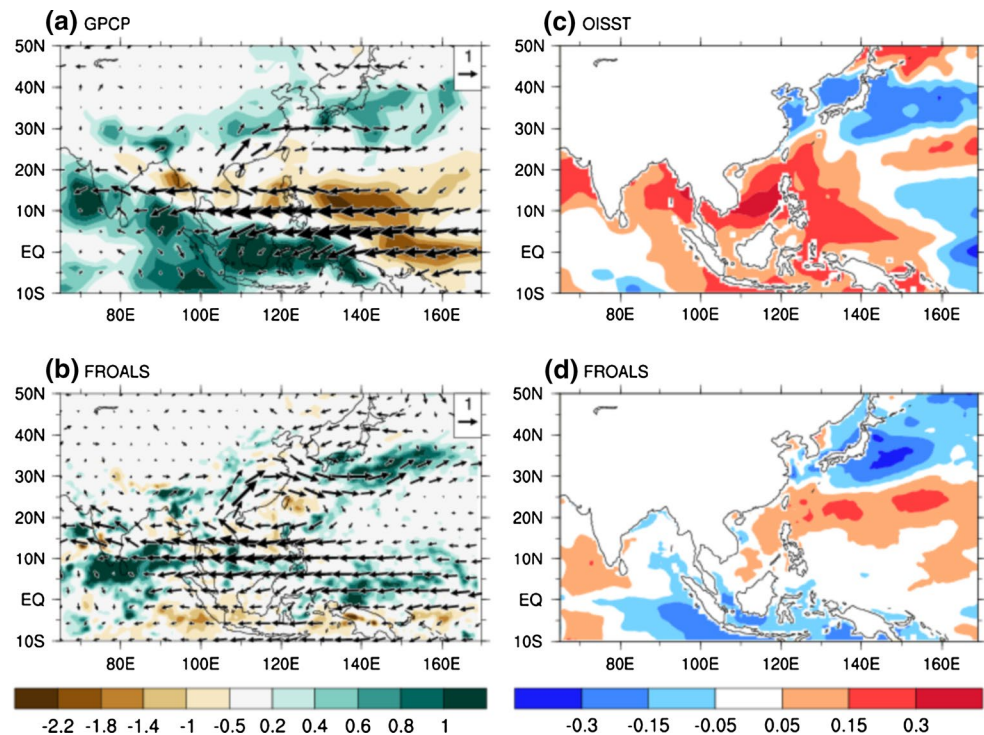 (a) GPCP
(c) OISST
50N
40N
30N
20N
10N
EQ
10S
1
80E 100E 120E 140E 160E
50N
40N
30N
20N
10N
EQ
10S
80E 100E 120E 140E 160E
(b) FROALS
(d) FROALS
50N
40N
30N
20N
10N
EQ
10S
1
80E 100E 120E 140E 160E
50N
40N
30N
20N
10N
EQ
10S
80E 100E 120E 140E 160E
-2.2 -1.8 -1.4 -1 -0.5 0.2 0.4 0.6 0.8 1
-0.3 -0.15 -0.05 0.05 0.15 0.3